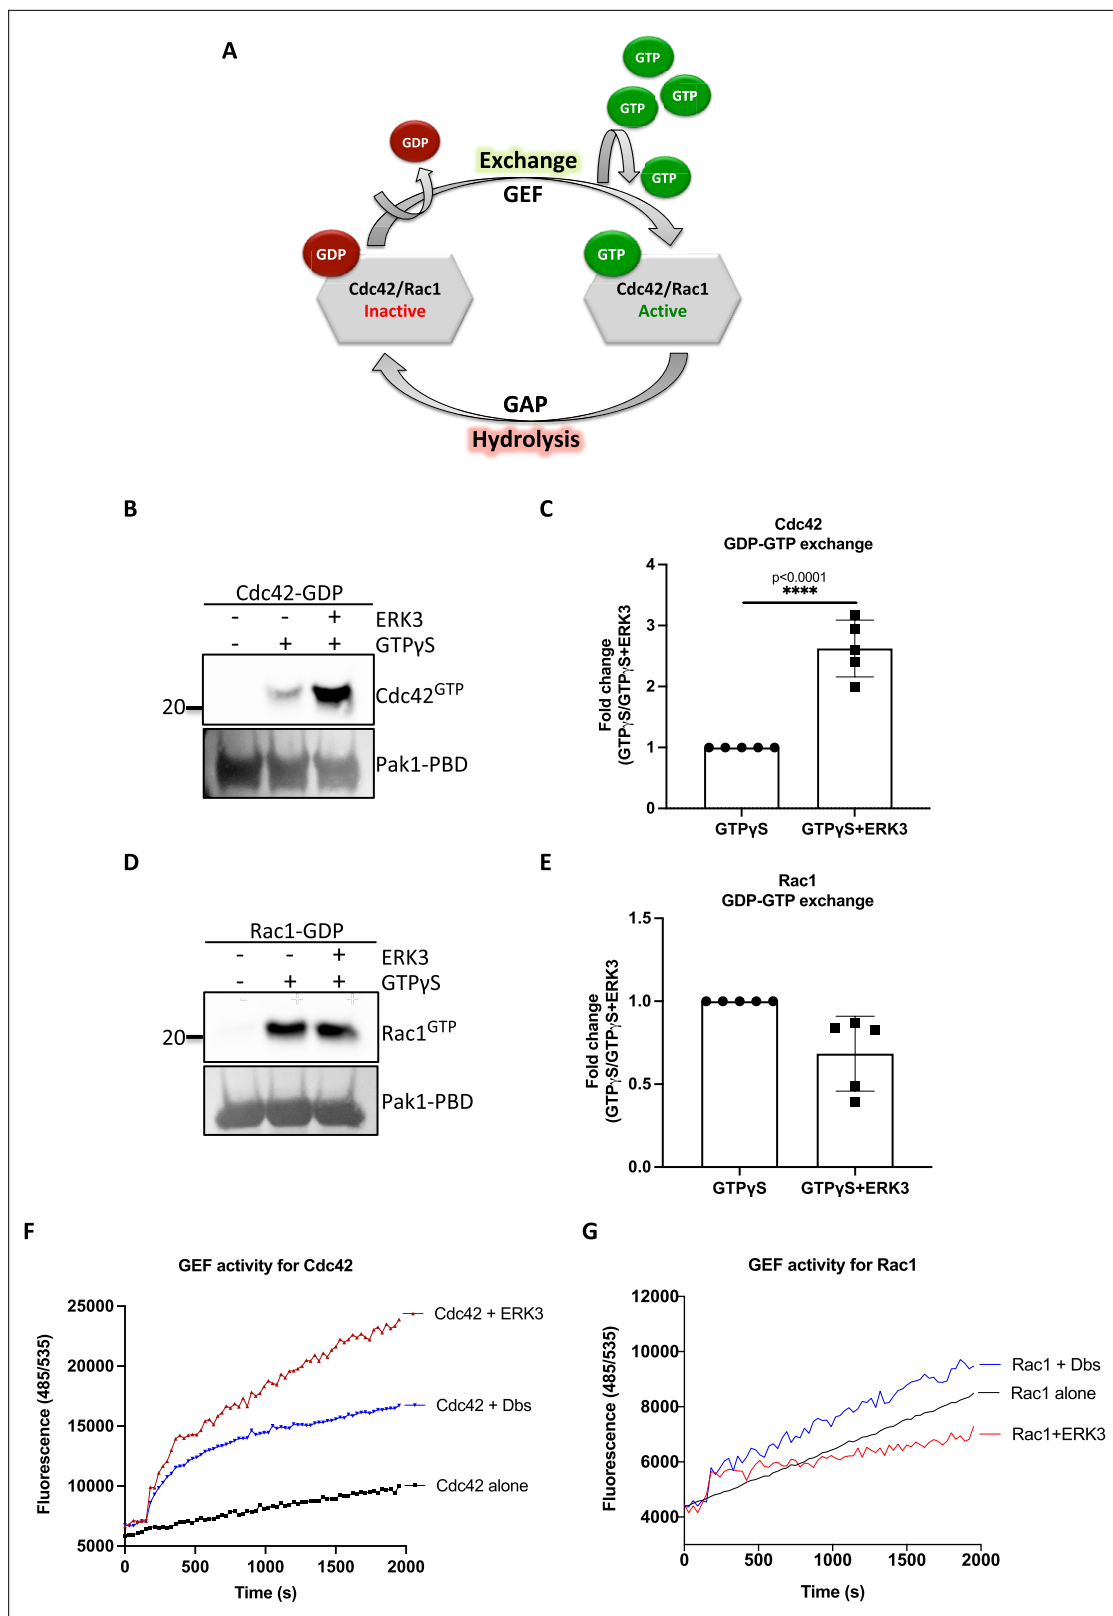 A
GTP
GTP
GTP
GDP
Exchange
GTP
GEF
GDP
GTP
Cdc42/Rac1
Inactive
Cdc42/Rac1
Active
GAP
Hydrolysis
B
Cdc42-GDP
- - + ERK3
- + + GTPγS
20
Cdc42GTP
Pak1-PBD
C
Cdc42
GDP-GTP exchange
p<0.0001
****
Fold change
(GTPγS/GTPγS+ERK3
4
3
2
1
0
GTPγS
GTPγS+ERK3
D
Rac1-GDP
- - + ERK3
- + + GTPγS
- + +
20
Rac1GTP
Pak1-PBD
E
Rac1
GDP-GTP exchange
Fold change
(GTPγS/GTPγS+ERK3
1.5
1.0
0.5
0.0
GTPγS
GTPγS+ERK3
F
GEF activity for Cdc42
Fluorescence (485/535)
25000
20000
15000
10000
5000
Cdc42 + ERK3
Cdc42 + Dbs
Cdc42 alone
0 500 1000 1500 2000
Time (s)
G
GEF activity for Rac1
Fluorescence (485/535)
12000
10000
8000
6000
4000
Rac1 + Dbs
Rac1 alone
Rac1+ERK3
0 500 1000 1500 2000
Time (s)